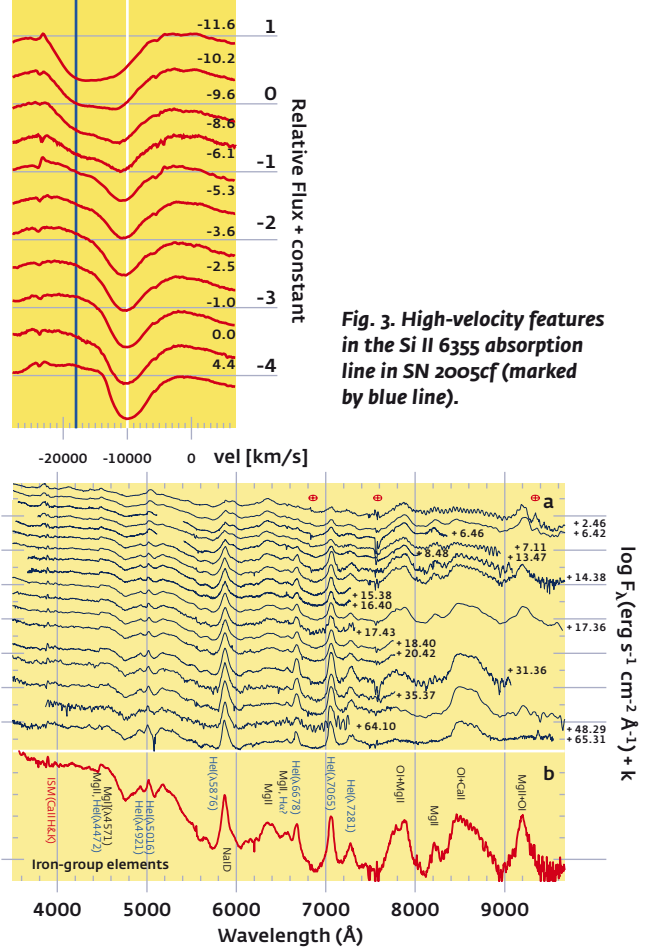 -11.6
1
-10.2
-9.6
0
-8.6
-6.1
-1
-5.3
-3.6
-2
-2.5
-1.0
-3
0.0
4.4
-4
Relative Flux + constant
-20000 -10000 0 vel [km/s]
Fig. 3. High-velocity features
in the Si II 6355 absorption
line in SN 2005cf (marked
by blue line).
a
+ 2.46
+ 6.42
+ 6.46
+ 7.11
+ 8.48
+ 13.47
+ 14.38
+ 15.38
+ 16.40
+ 17.36
+ 17.43
+ 18.40
+ 20.42
+ 31.36
+ 35.37
+ 48.29
+ 64.10
+ 65.31
log Fλ(erg s-1 cm-2 Å-1) + k
b
ISM(CaII H&K)
MgII, HeI(λ4472)
MgI(λ4571)
HeI(λ4921)
HeI(λ5016)
HeI(λ5876)
NaID
MgII
MgII, Hα?
HeI(λ6678)
HeI(λ7065)
HeI(λ7281)
OI+MgII
MgII
OI+CaII
MgII+OI
Iron-group elements
4000 5000 6000 7000 8000 9000
Wavelength (Å)